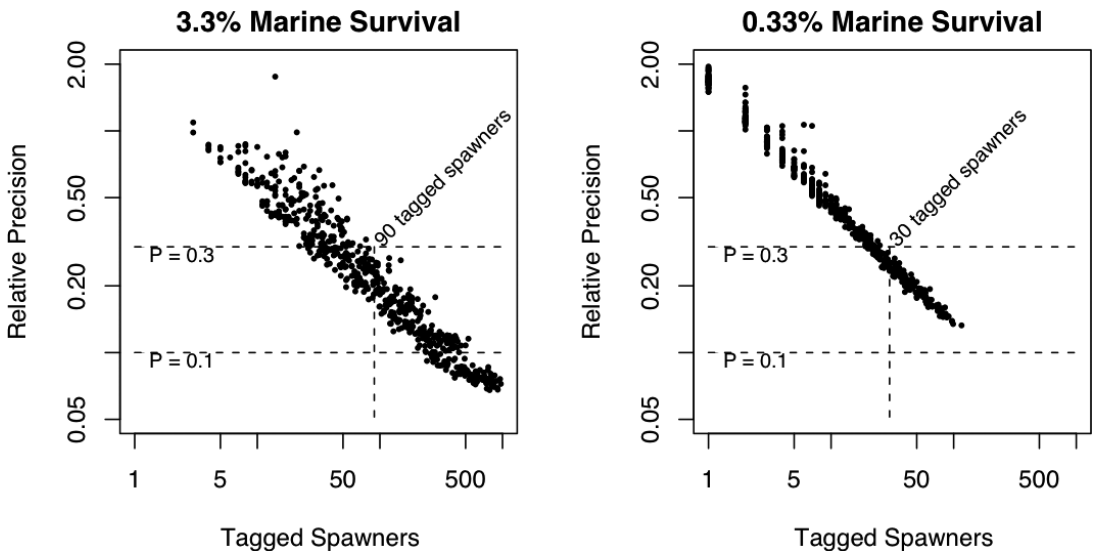 3.3% Marine Survival
Relative Precision
2.00
0.50
0.20
0.05
90 tagged spawners
P = 0.3
P = 0.1
1 5 50 500
Tagged Spawners
0.33% Marine Survival
Relative Precision
2.00
0.50
0.20
0.05
30 tagged spawners
P = 0.3
P = 0.1
1 5 50 500
Tagged Spawners